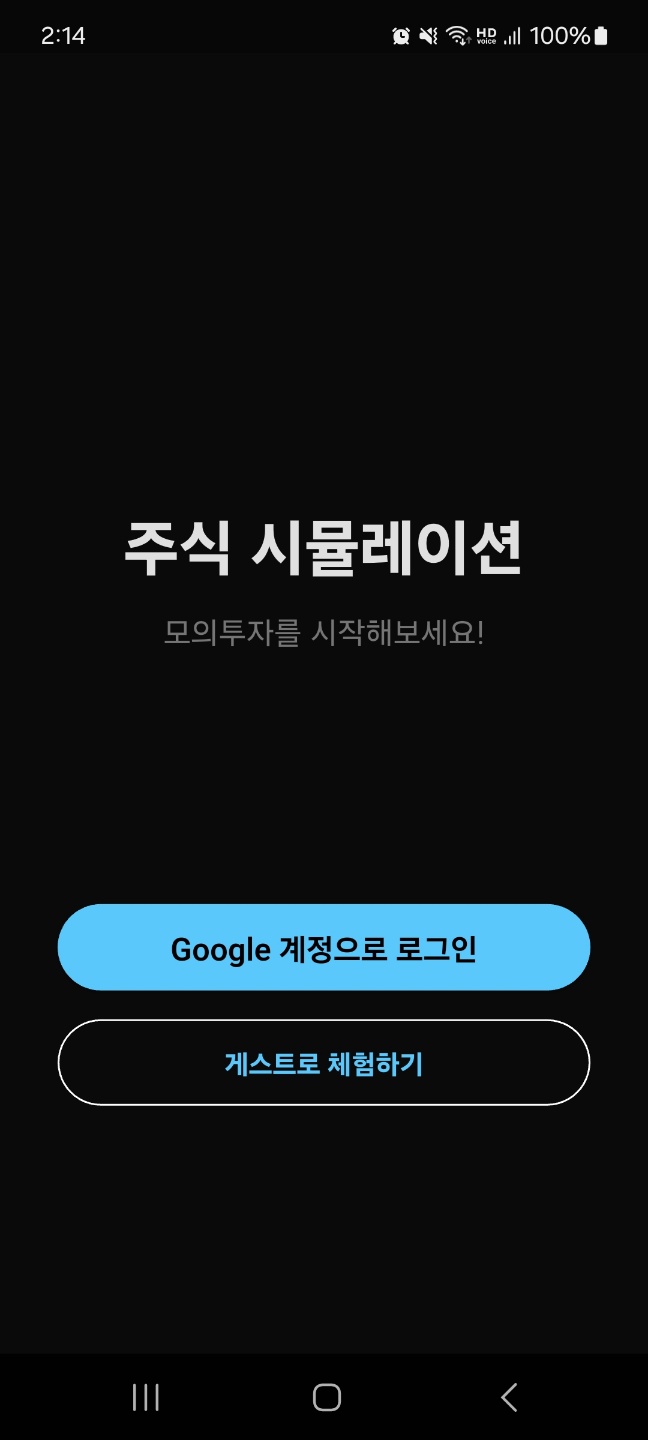 2:14
HD voice
100%
주식 시뮬레이션
모의투자를 시작해보세요!
Google 계정으로 로그인
게스트로 체험하기